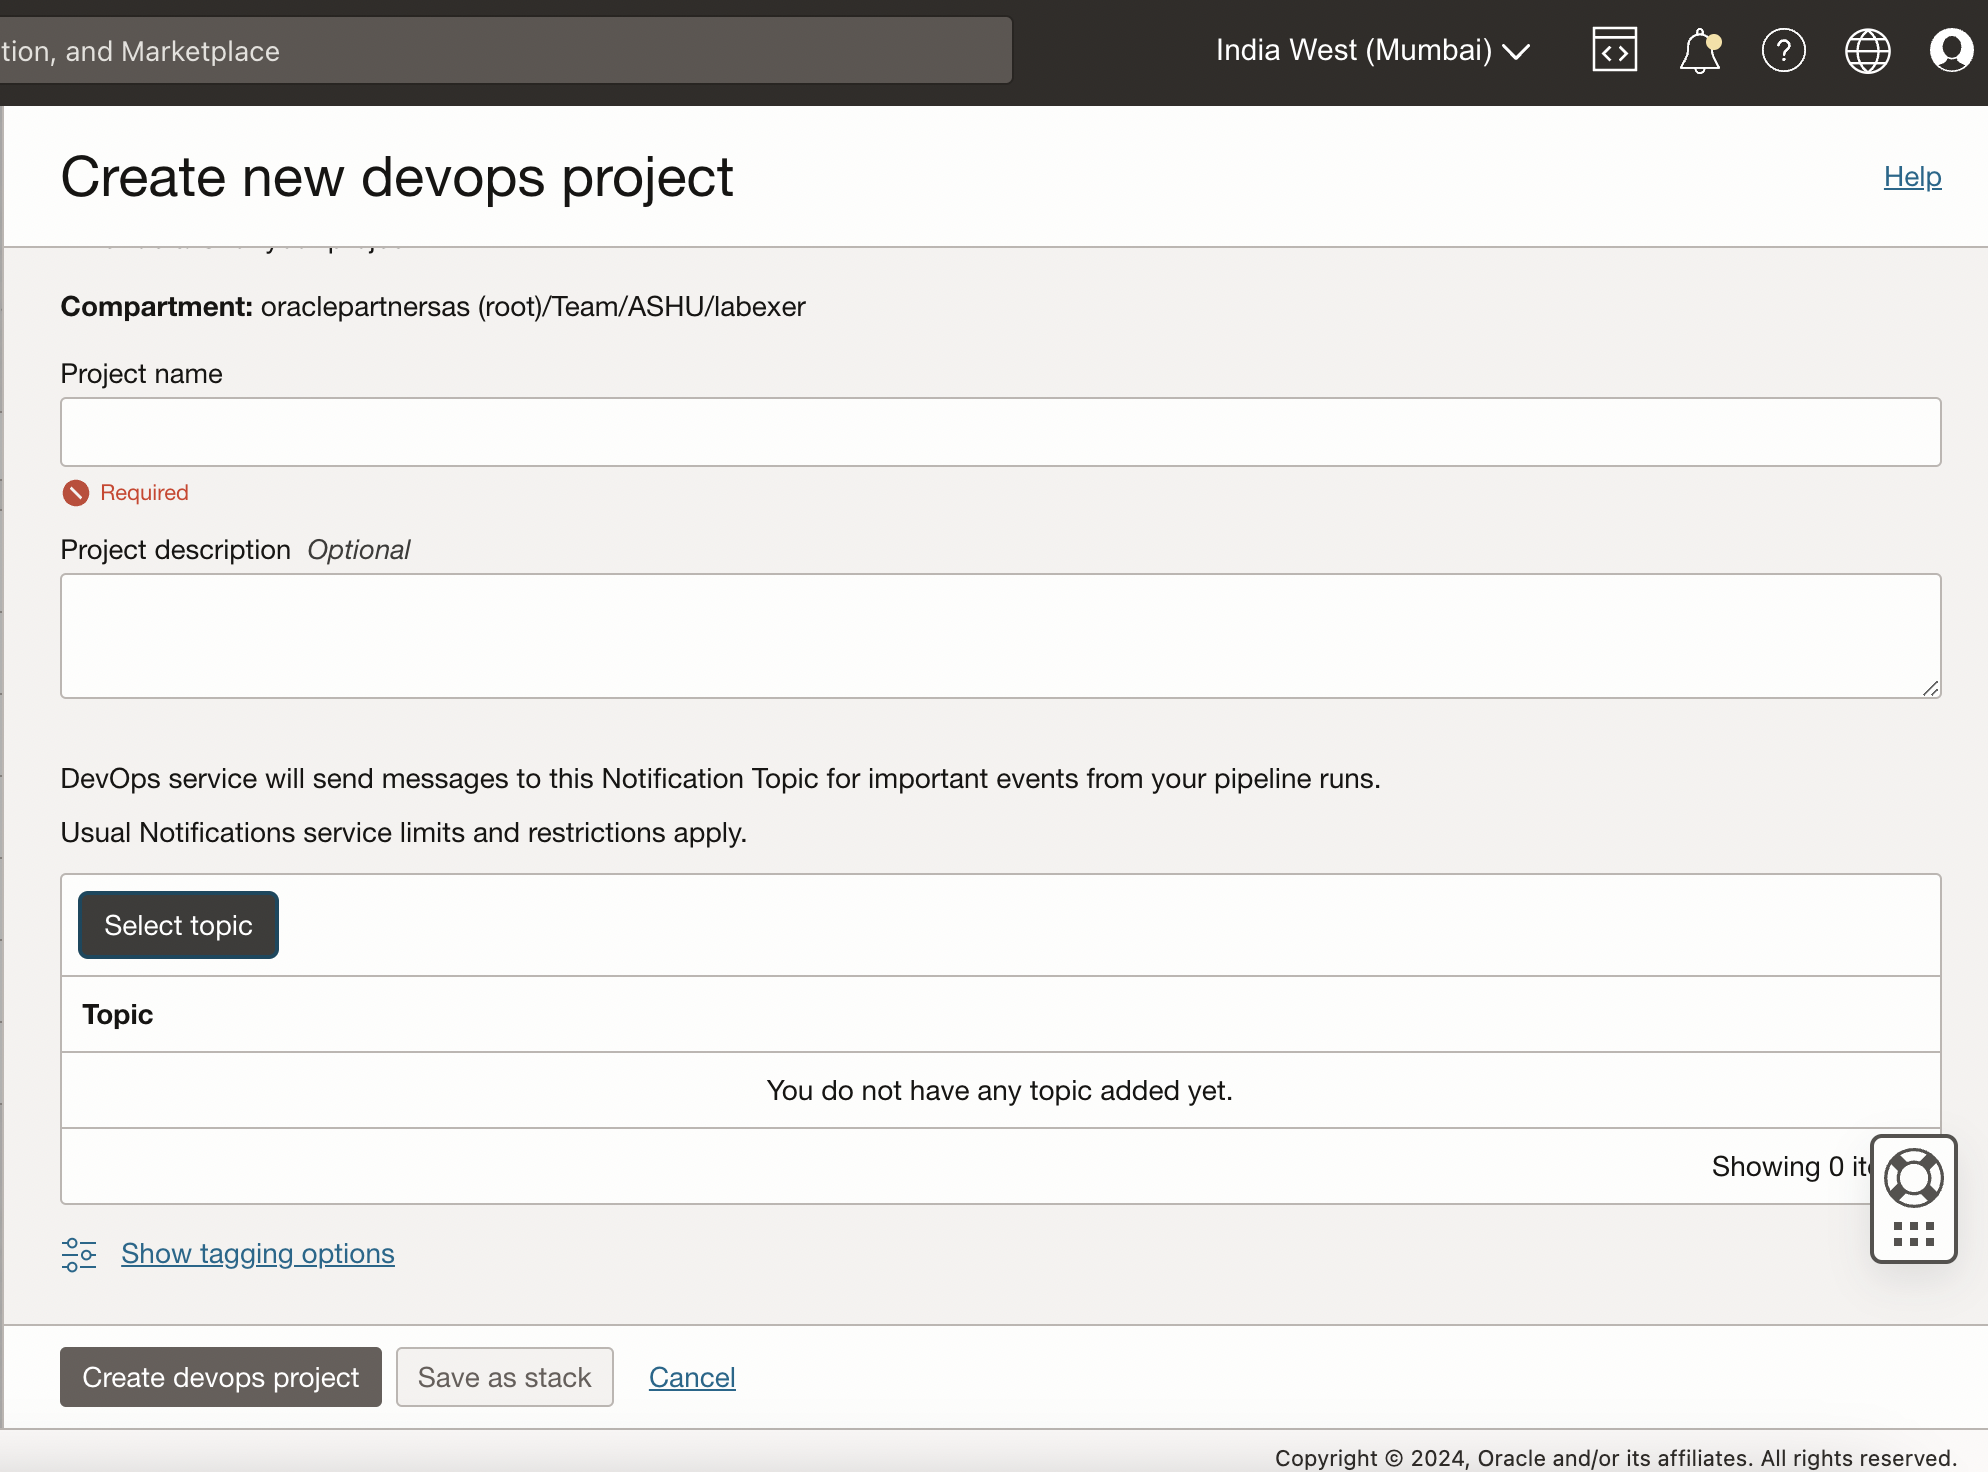 tion, and Marketplace
India West (Mumbai)
Create new devops project
Help
Compartment: oraclepartnersas (root)/Team/ASHU/labexer
Project name
Required
Project description Optional
DevOps service will send messages to this Notification Topic for important events from your pipeline runs.
Usual Notifications service limits and restrictions apply.
Select topic
Topic
You do not have any topic added yet.
Showing 0
Show tagging options
Create devops project
Save as stack
Cancel
Copyright © 2024, Oracle and/or its affiliates. All rights reserved.